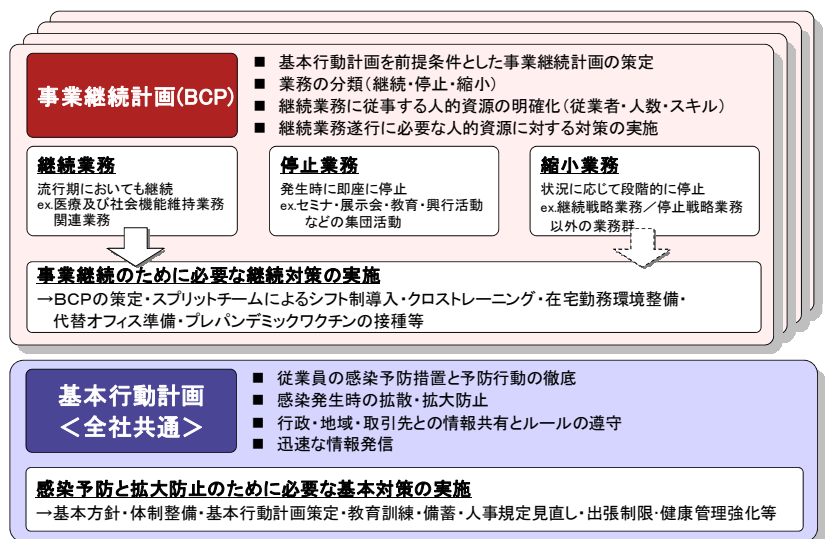 事業継続計画(BCP)
■ 基本行動計画を前提条件とした事業継続計画の策定
■ 業務の分類(継続・停止・縮小)
■ 継続業務に従事する人的資源の明確化(従業者・人数・スキル)
■ 継続業務遂行に必要な人的資源に対する対策の実施
継続業務
流行期においても継続
ex.医療及び社会機能維持業務
関連業務
停止業務
発生時に即座に停止
ex.セミナ・展示会・教育・興行活動
などの集団活動
縮小業務
状況に応じて段階的に停止
ex.継続戦略業務／停止戦略業務
以外の業務群
事業継続のために必要な継続対策の実施
→BCPの策定・スプリットチームによるシフト制導入・クロストレーニング・在宅勤務環境整備・
代替オフィス準備・プレパンデミックワクチンの接種等
基本行動計画
＜全社共通＞
■ 従業員の感染予防措置と予防行動の徹底
■ 感染発生時の拡散・拡大防止
■ 行政・地域・取引先との情報共有とルールの遵守
■ 迅速な情報発信
感染予防と拡大防止のために必要な基本対策の実施
→基本方針・体制整備・基本行動計画策定・教育訓練・備蓄・人事規定見直し・出張制限・健康管理強化等